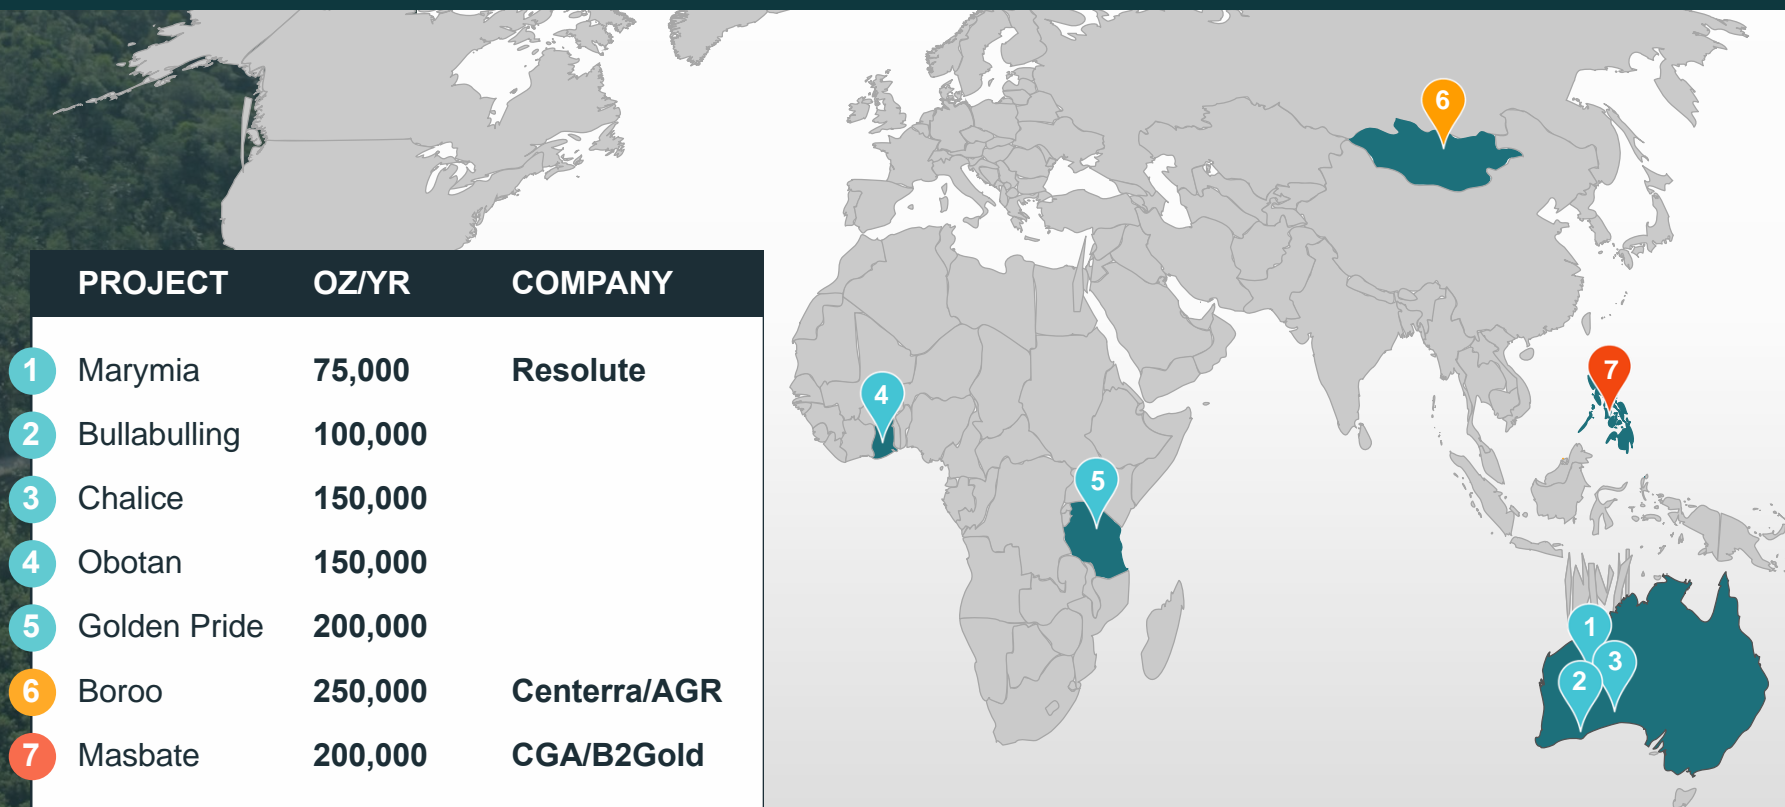 PROJECT OZ/YR COMPANY
1 Marymia 75,000 Resolute
2 Bullabulling 100,000
3 Chalice 150,000
4 Obotan 150,000
5 Golden Pride 200,000
6 Boroo 250,000 Centerra/AGR
7 Masbate 200,000 CGA/B2Gold
6
7
4
5
1
3
2